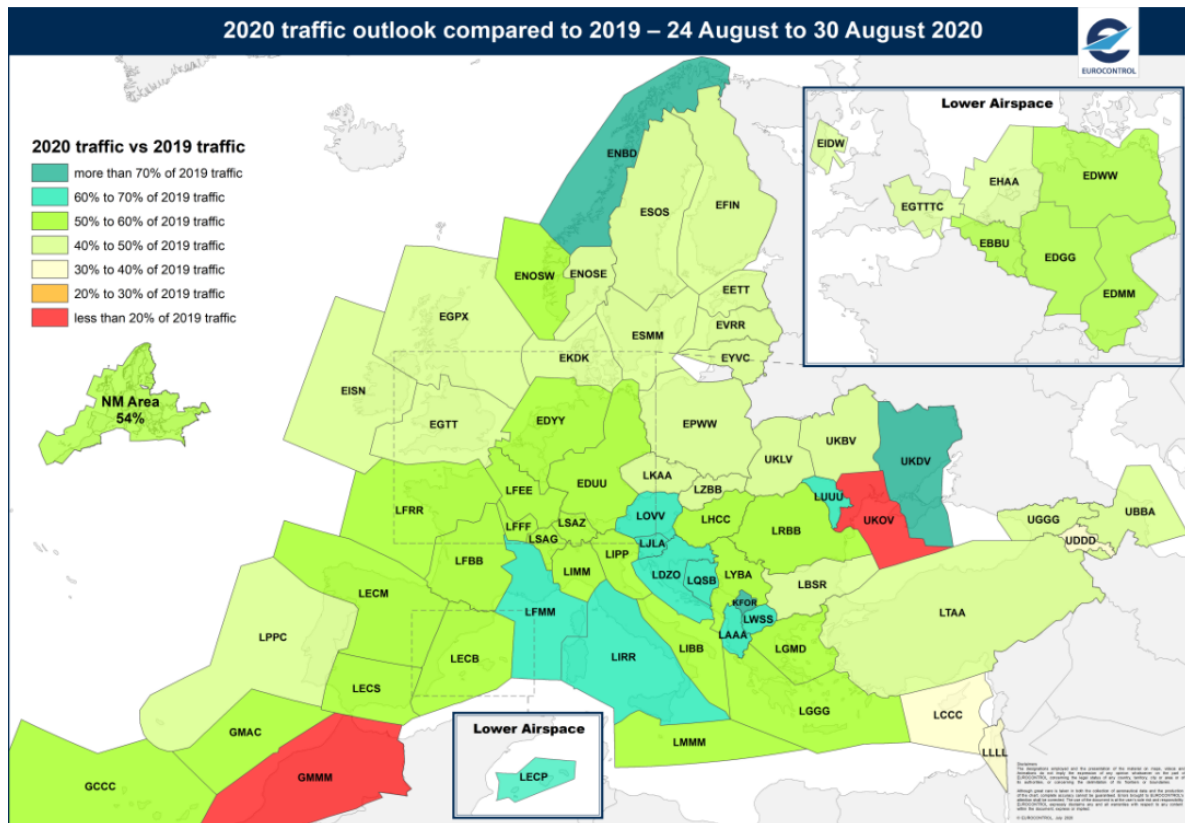 2020 traffic outlook compared to 2019 – 24 August to 30 August 2020
EUROCONTROL
2020 traffic vs 2019 traffic
more than 70% of 2019 traffic
60% to 70% of 2019 traffic
50% to 60% of 2019 traffic
40% to 50% of 2019 traffic
30% to 40% of 2019 traffic
20% to 30% of 2019 traffic
less than 20% of 2019 traffic
NM Area
54%
Lower Airspace
EIDW
EHAA
EDWW
EGTTTC
EBBU
EDGG
EDMM
ENBD
ESOS
EFIN
ENOSW
ENOSE
EETT
EGPX
ESMM
EVRR
EKDK
EYVC
EISN
EGTT
EDYY
EPWW
UKLV
UKBV
UKDV
LKAA
LZBB
EDUU
LFEE
LFRR
LFFF
LSAZ
LSAG
LOVV
LHCC
LRBB
LUUU
UKOV
UGGG
UBBA
UDDD
LFBB
LIMM
LIPP
LJLA
LDZO
LQSB
LYBA
LBSR
LECM
LFMM
KFOR
LWSS
LAAA
LTAA
LPPC
LECB
LIRR
LIBB
LGMD
LECS
LGGG
LCCC
GMAC
LMMM
LLLL
GCCC
GMMM
Lower Airspace
LECP